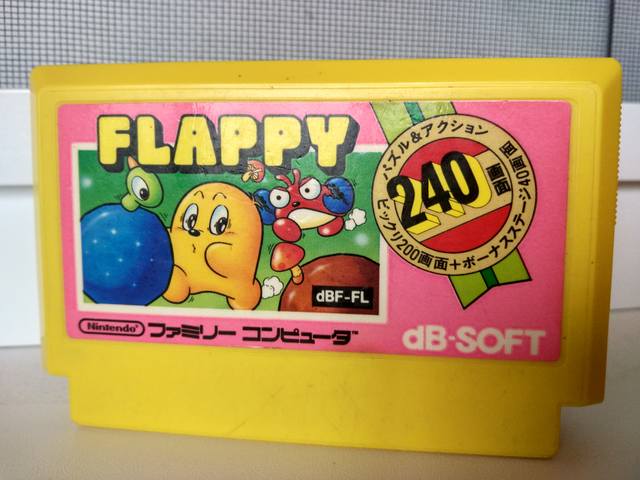 FLAPPY
パズル&アクション
240
画面
ビックリ200画面+ボーナスステージ40画面
dBF-FL
Nintendo ファミリー コンピュータ™
dB-SOFT